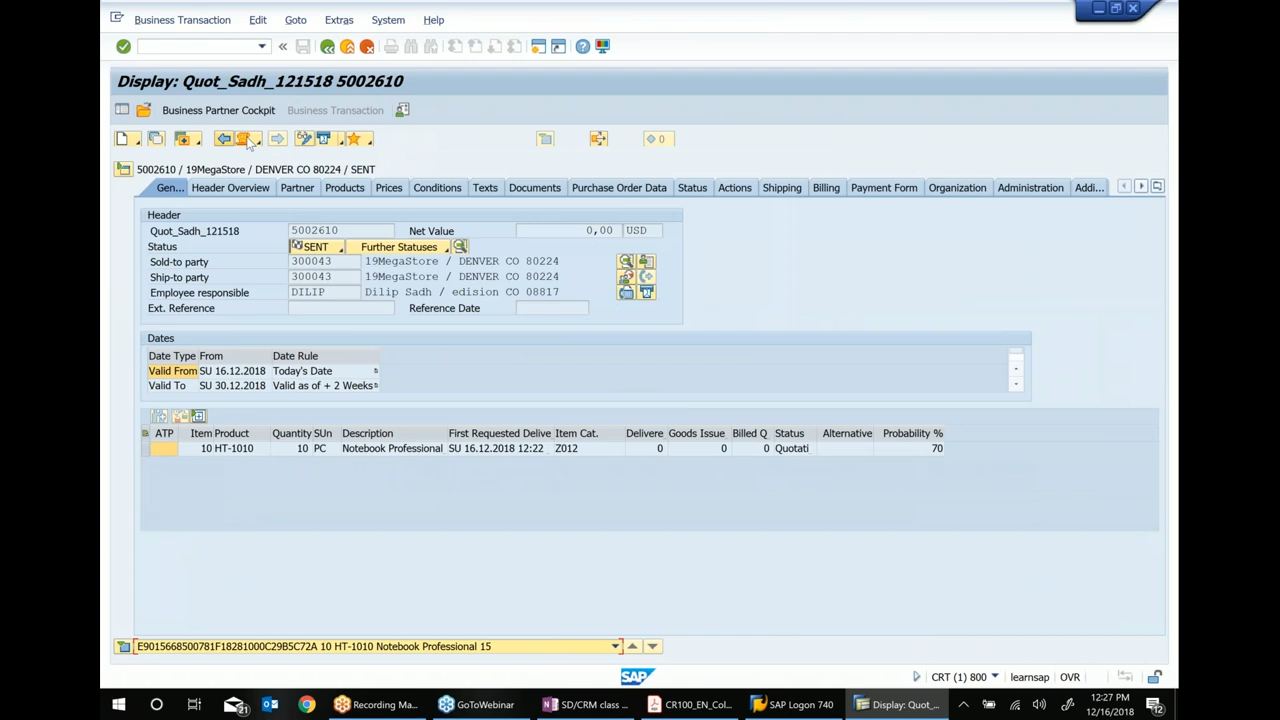 Business Transaction Edit Goto Extras System Help
Display: Quot_Sadh_121518 5002610
Business Partner Cockpit Business Transaction
0
5002610 / 19MegaStore / DENVER CO 80224 / SENT
Gen... Header Overview Partner Products Prices Conditions Texts Documents Purchase Order Data Status Actions Shipping Billing Payment Form Organization Administration Addi...
Header
Quot_Sadh_121518 5002610 Net Value 0,00 USD
Status SENT Further Statuses
Sold-to party 300043 19MegaStore / DENVER CO 80224
Ship-to party 300043 19MegaStore / DENVER CO 80224
Employee responsible DILIP Dilip Sadh / edision CO 08817
Ext. Reference Reference Date
Dates
Date Type From Date Rule
Valid From SU 16.12.2018 Today's Date
Valid To SU 30.12.2018 Valid as of + 2 Weeks
ATP Item Product Quantity SUn Description First Requested Delive Item Cat. Delivere Goods Issue Billed Q Status Alternative Probability %
10 HT-1010 10 PC Notebook Professional SU 16.12.2018 12:22 Z012 0 0 0 Quotati 70
E9015668500781F18281000C29B5C72A 10 HT-1010 Notebook Professional 15
SAP CRT (1) 800 learnsap OVR
21 Recording Ma... GoToWebinar SD/CRM class ... CR100_EN_Col... SAP Logon 740 Display: Quot_... 12:27 PM
12/16/2018 12